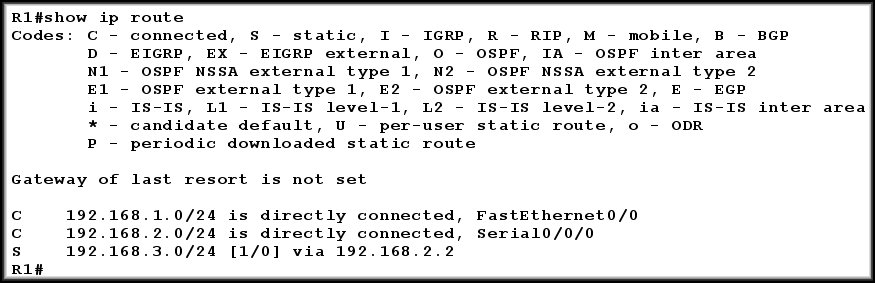 R1#show ip route
Codes: C - connected, S - static, I - IGRP, R - RIP, M - mobile, B - BGP
D - EIGRP, EX - EIGRP external, O - OSPF, IA - OSPF inter area
N1 - OSPF NSSA external type 1, N2 - OSPF NSSA external type 2
E1 - OSPF external type 1, E2 - OSPF external type 2, E - EGP
i - IS-IS, L1 - IS-IS level-1, L2 - IS-IS level-2, ia - IS-IS inter area
* - candidate default, U - per-user static route, o - ODR
P - periodic downloaded static route
Gateway of last resort is not set
C 192.168.1.0/24 is directly connected, FastEthernet0/0
C 192.168.2.0/24 is directly connected, Serial0/0/0
S 192.168.3.0/24 [1/0] via 192.168.2.2
R1#